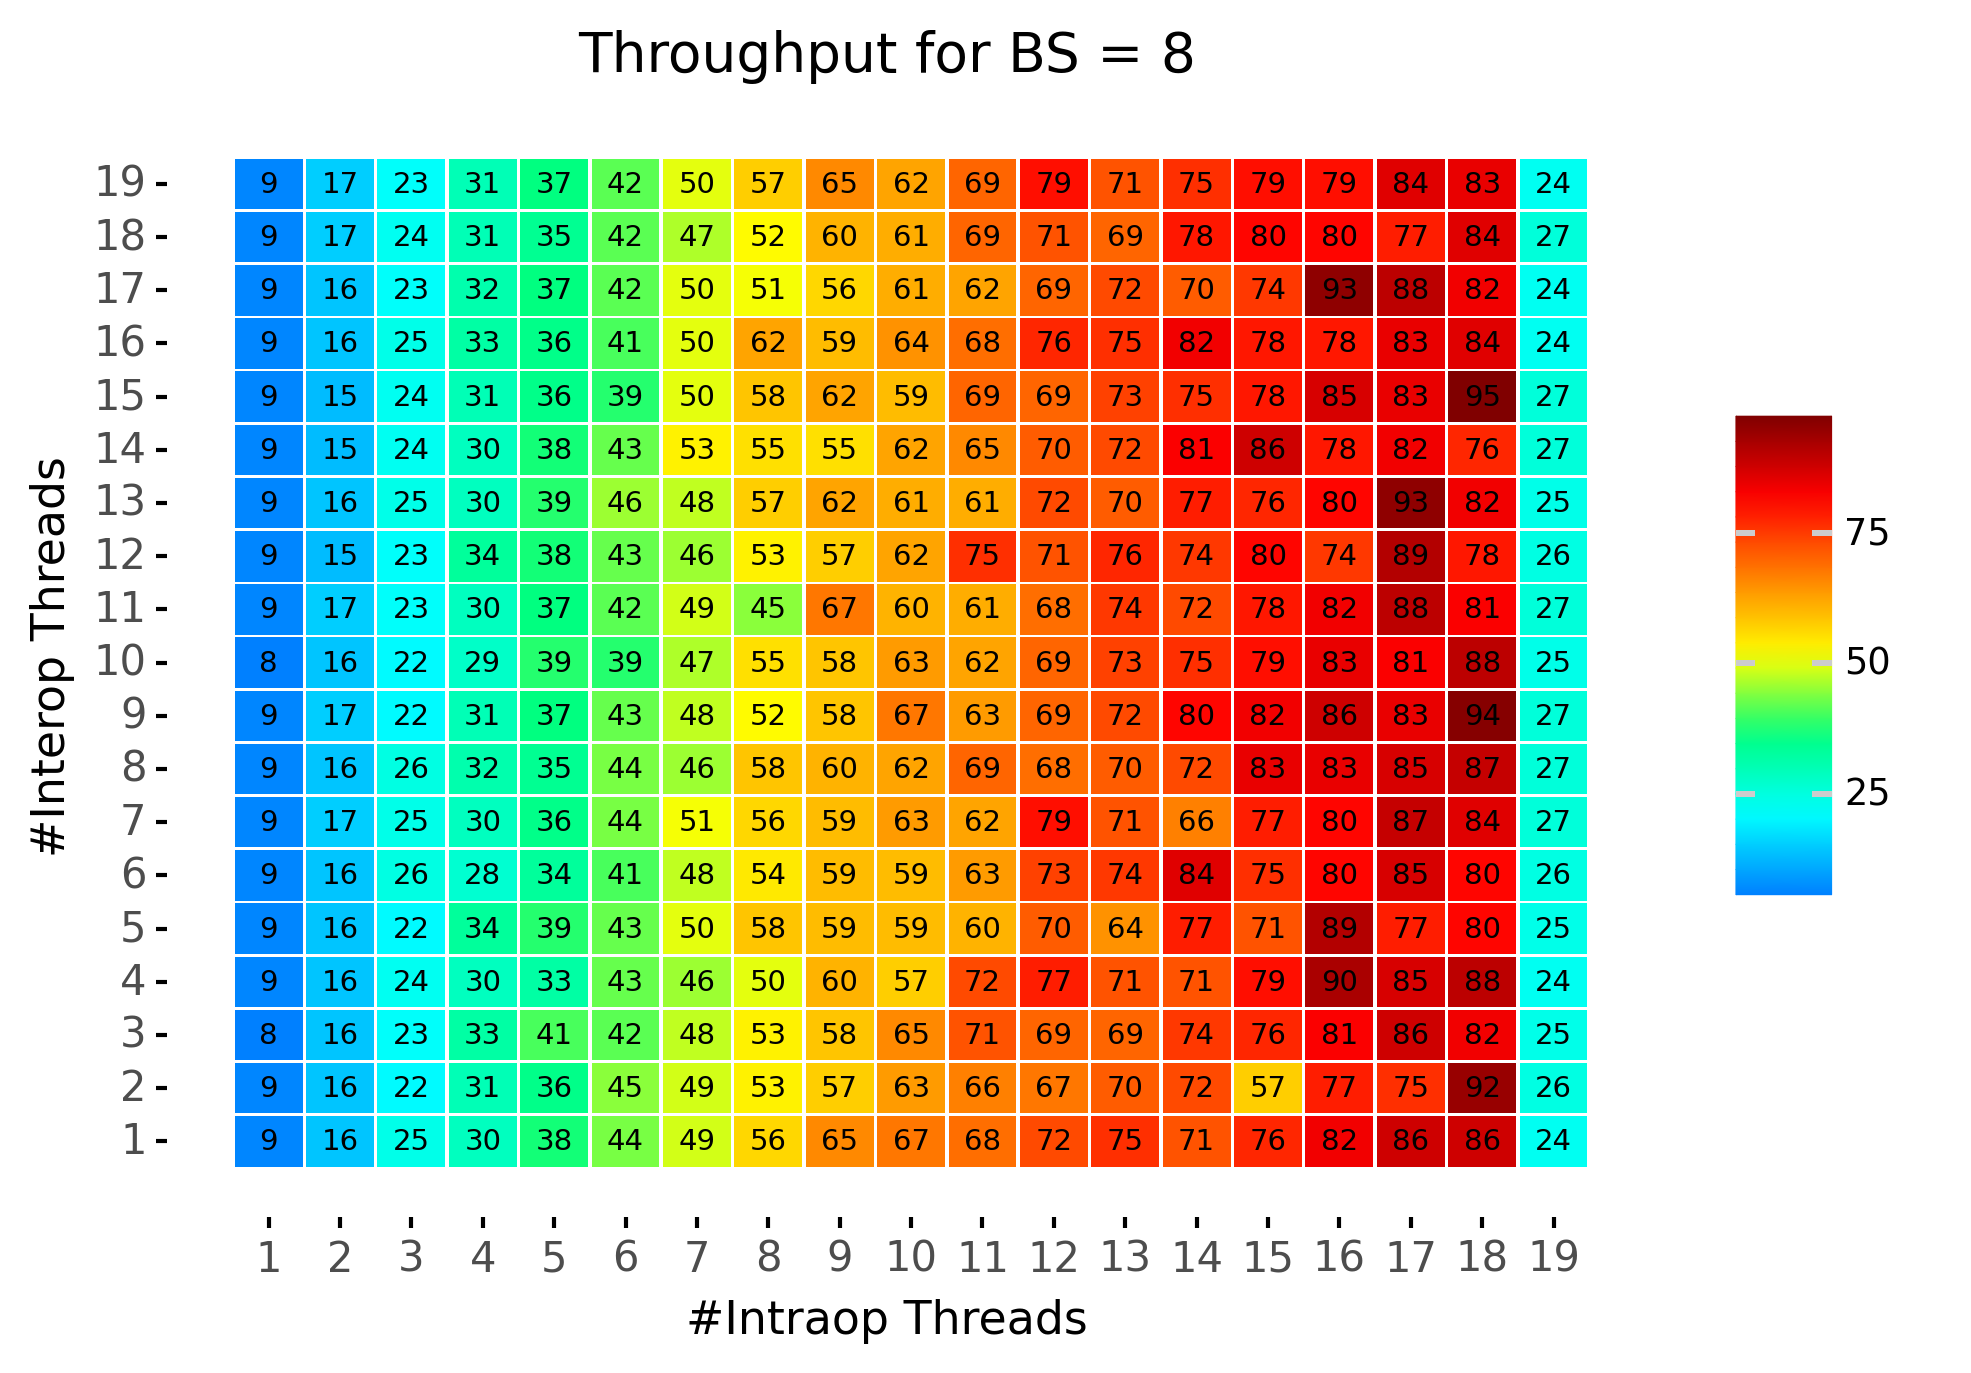 Throughput for BS = 8
19 9 17 23 31 37 42 50 57 65 62 69 79 71 75 79 79 84 83 24
18 9 17 24 31 35 42 47 52 60 61 69 71 69 78 80 80 77 84 27
17 9 16 23 32 37 42 50 51 56 61 62 69 72 70 74 93 88 82 24
16 9 16 25 33 36 41 50 62 59 64 68 76 75 82 78 78 83 84 24
15 9 15 24 31 36 39 50 58 62 59 69 69 73 75 78 85 83 95 27
14 9 15 24 30 38 43 53 55 55 62 65 70 72 81 86 78 82 76 27
13 9 16 25 30 39 46 48 57 62 61 61 72 70 77 76 80 93 82 25
12 9 15 23 34 38 43 46 53 57 62 75 71 76 74 80 74 89 78 26
11 9 17 23 30 37 42 49 45 67 60 61 68 74 72 78 82 88 81 27
10 8 16 22 29 39 39 47 55 58 63 62 69 73 75 79 83 81 88 25
9 9 17 22 31 37 43 48 52 58 67 63 69 72 80 82 86 83 94 27
8 9 16 26 32 35 44 46 58 60 62 69 68 70 72 83 83 85 87 27
7 9 17 25 30 36 44 51 56 59 63 62 79 71 66 77 80 87 84 27
6 9 16 26 28 34 41 48 54 59 59 63 73 74 84 75 80 85 80 26
5 9 16 22 34 39 43 50 58 59 59 60 70 64 77 71 89 77 80 25
4 9 16 24 30 33 43 46 50 60 57 72 77 71 71 79 90 85 88 24
3 8 16 23 33 41 42 48 53 58 65 71 69 69 74 76 81 86 82 25
2 9 16 22 31 36 45 49 53 57 63 66 67 70 72 57 77 75 92 26
1 9 16 25 30 38 44 49 56 65 67 68 72 75 71 76 82 86 86 24
1 2 3 4 5 6 7 8 9 10 11 12 13 14 15 16 17 18 19
#Intraop Threads
#Interop Threads
75
50
25